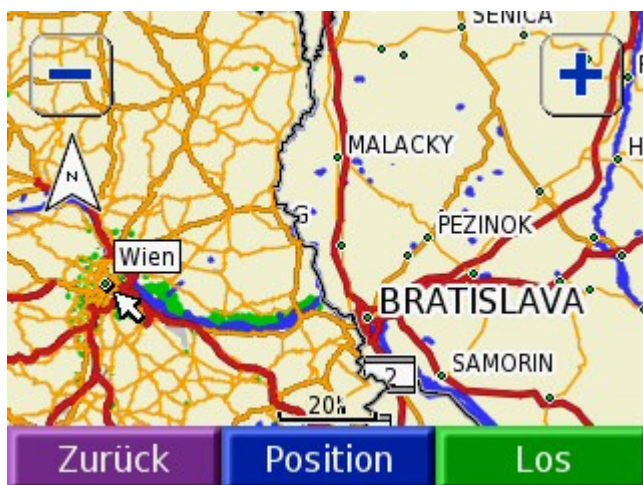 SENICA
MALACKY
N
H
G
PEZINOK
Wien
BRATISLAVA
SAMORIN
2
Zurück Position Los